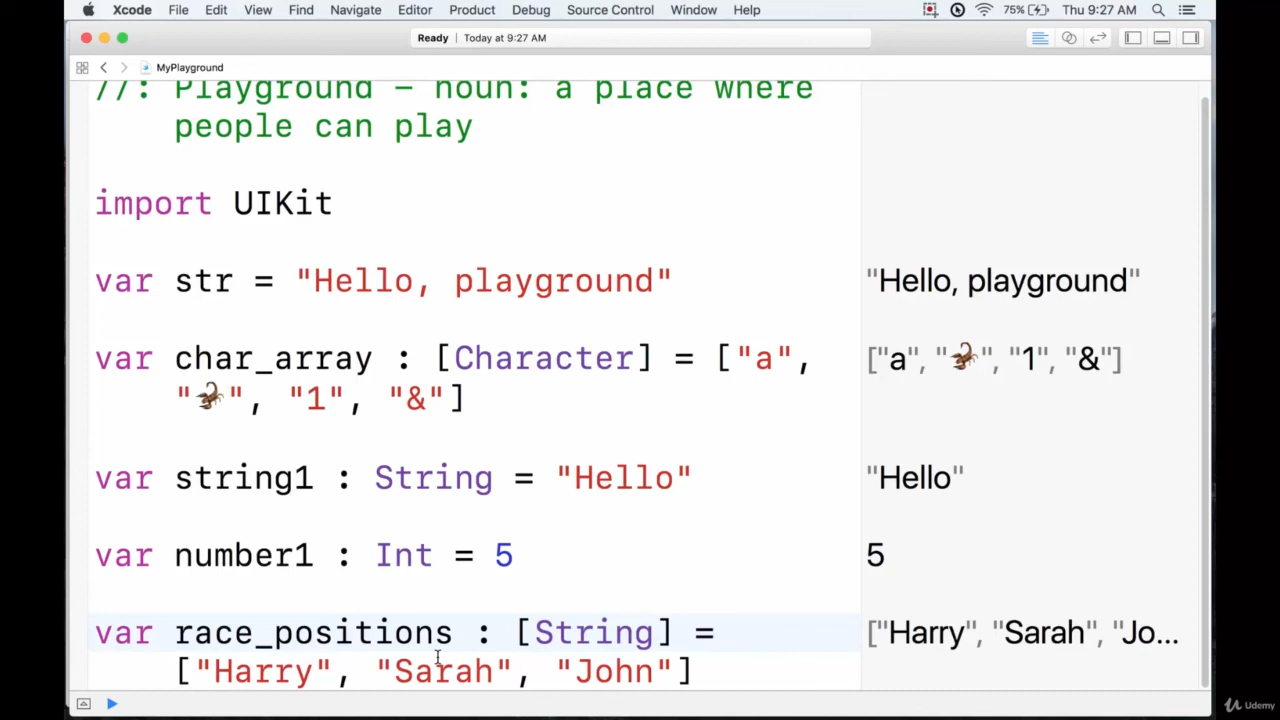 Xcode File Edit View Find Navigate Editor Product Debug Source Control Window Help 75% Thu 9:27 AM
Ready | Today at 9:27 AM
MyPlayground
//: Playground - noun: a place where
people can play
import UIKit
var str = "Hello, playground" "Hello, playground"
var char_array : [Character] = ["a", ["a", "🦂", "1", "&"]
"🦂", "1", "&"]
var string1 : String = "Hello" "Hello"
var number1 : Int = 5 5
var race_positions : [String] = ["Harry", "Sarah", "Jo...
["Harry", "Sarah", "John"]
Udemy